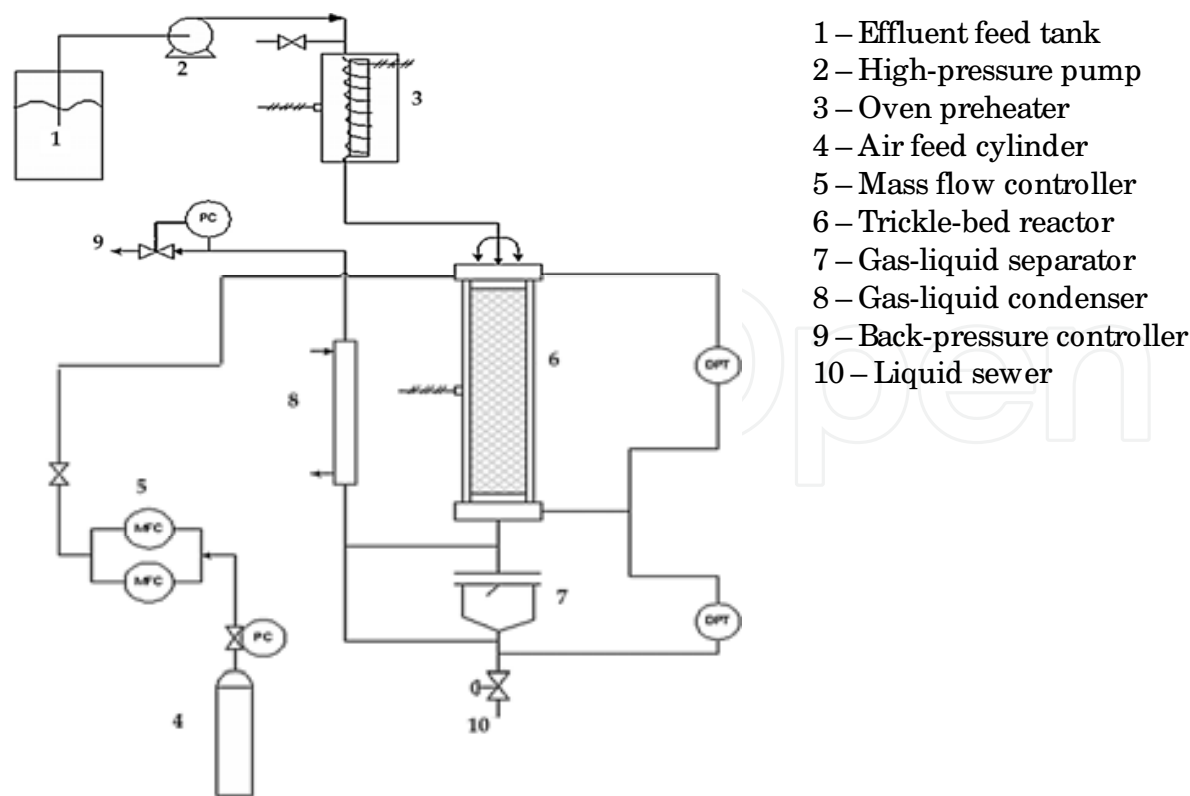 1 – Effluent feed tank
2 – High-pressure pump
3 – Oven preheater
4 – Air feed cylinder
5 – Mass flow controller
6 – Trickle-bed reactor
7 – Gas-liquid separator
8 – Gas-liquid condenser
9 – Back-pressure controller
10 – Liquid sewer
2
3
1
PC
9
6
DPT
8
5
MFC
MFC
7
PC
DPT
4
10
open